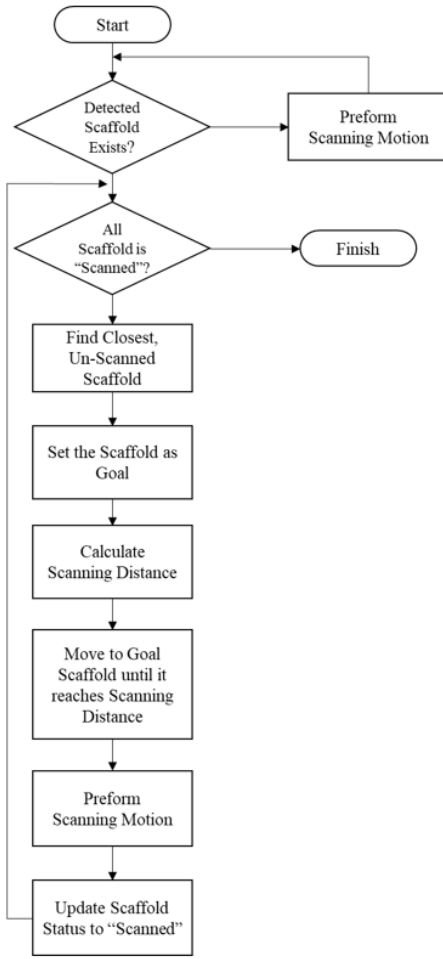 Start
Detected
Scaffold
Exists?
Preform
Scanning Motion
All
Scaffold is
“Scanned”?
Finish
Find Closest,
Un-Scanned
Scaffold
Set the Scaffold as
Goal
Calculate
Scanning Distance
Move to Goal
Scaffold until it
reaches Scanning
Distance
Preform
Scanning Motion
Update Scaffold
Status to “Scanned”